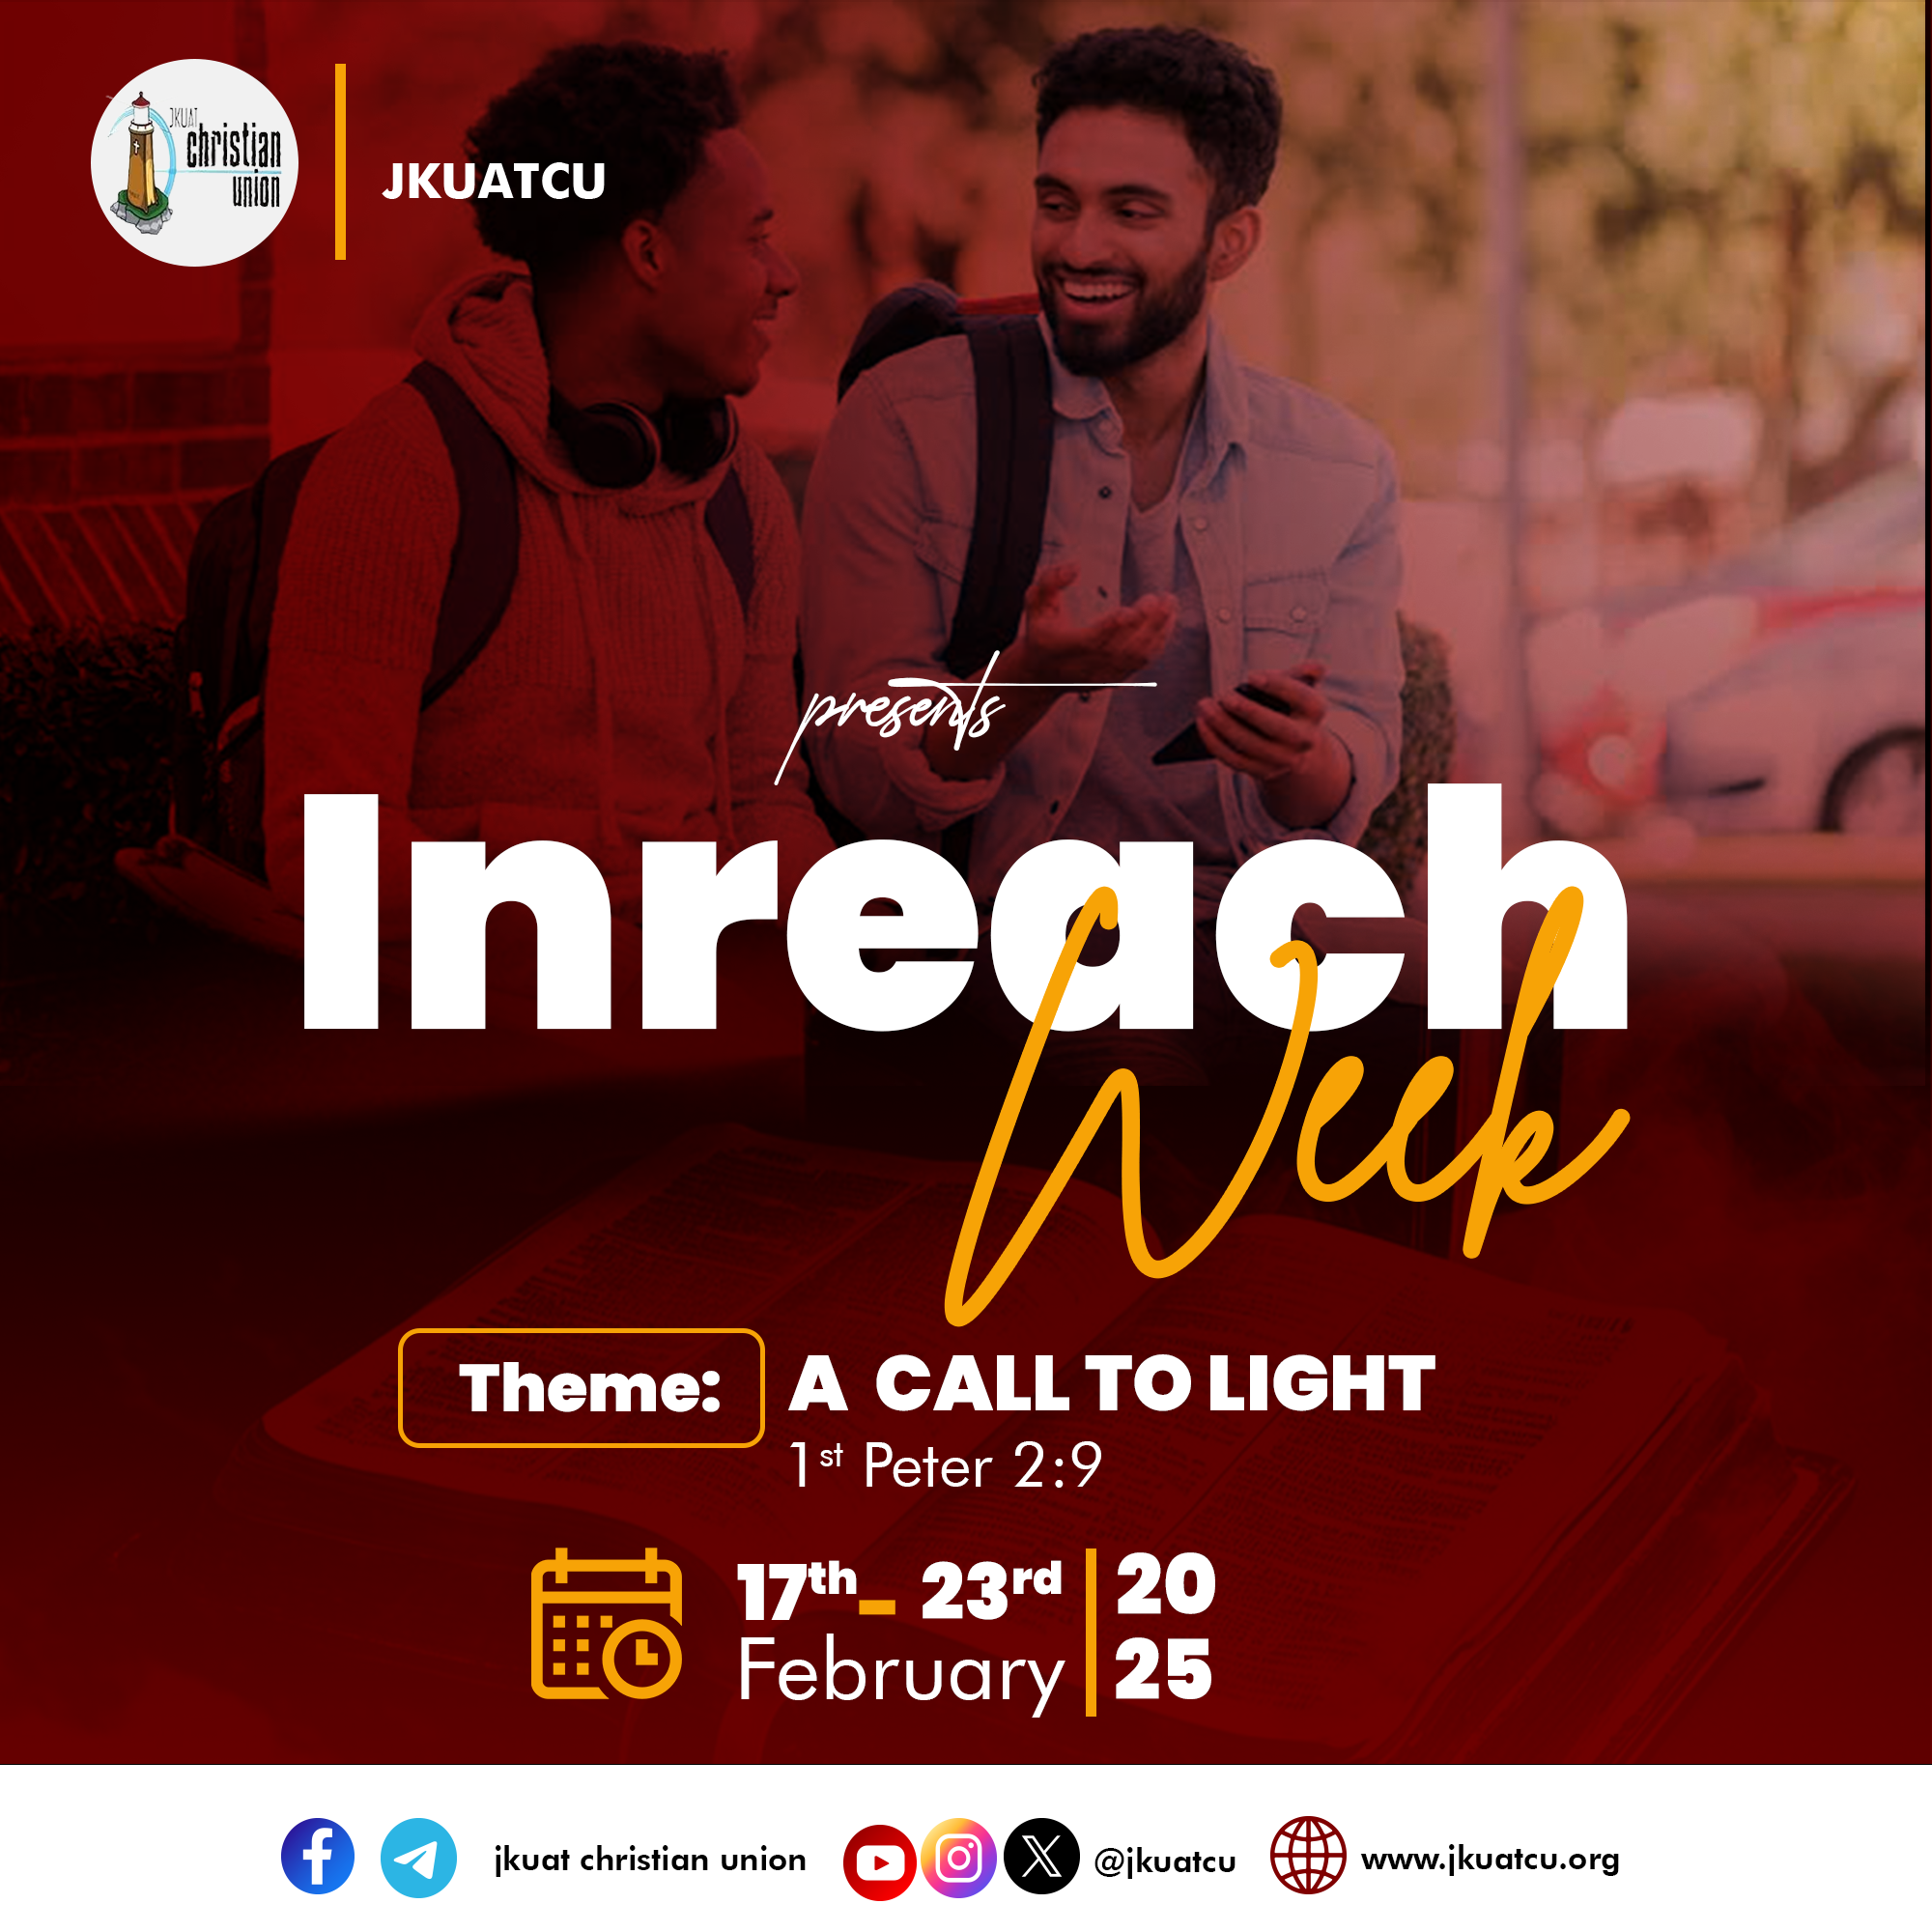 JKUAT
christian
union
JKUATCU
presents
Inreach
Week
Theme: A CALL TO LIGHT
1st Peter 2:9
17th- 23rd
February
20
25
jkuat christian union @jkuatcu www.jkuatcu.org